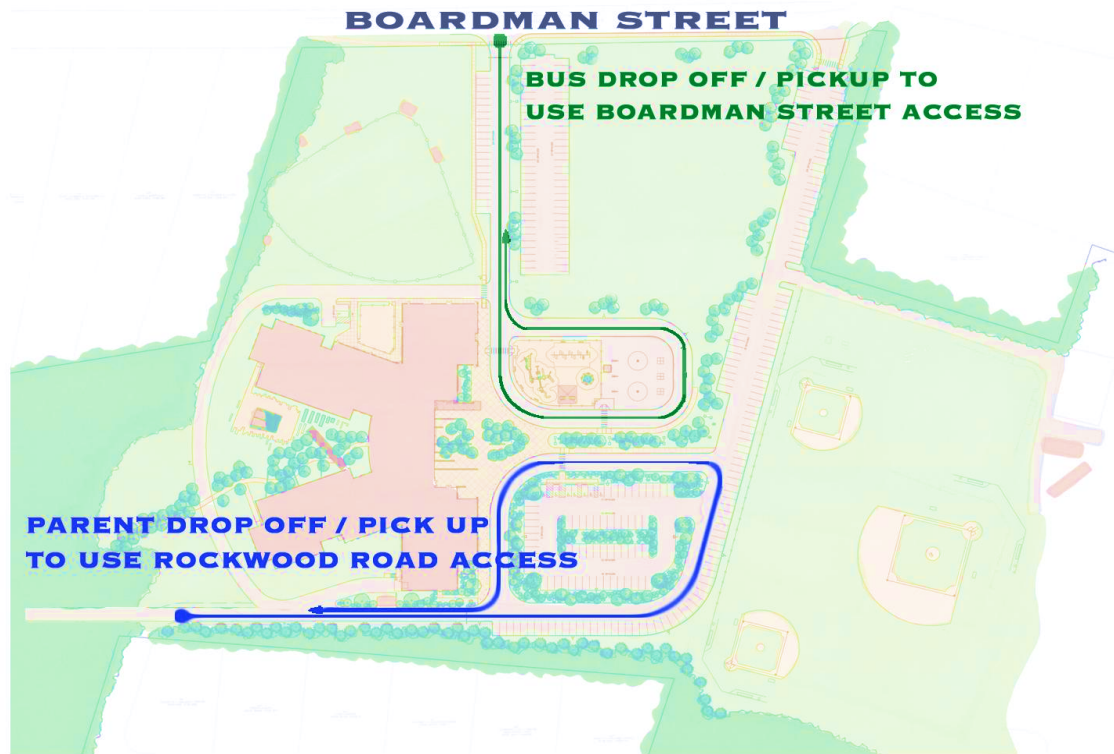 BOARDMAN STREET
BUS DROP OFF / PICKUP TO
USE BOARDMAN STREET ACCESS
PARENT DROP OFF / PICK UP
TO USE ROCKWOOD ROAD ACCESS